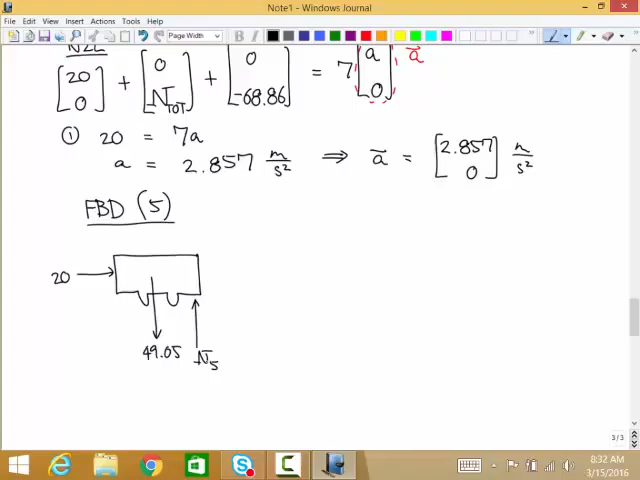 Note1 - Windows Journal
File Edit View Insert Actions Tools Help
Page Width
N2L
[20 0] + [0 N_TOT] + [0 -68.86] = 7 [a 0] a⃗
① 20 = 7a
a = 2.857 m/s² ⟹ a⃗ = [2.857 0] m/s²
FBD (5)
20
49.05
N₅
3/3
8:32 AM
3/15/2016